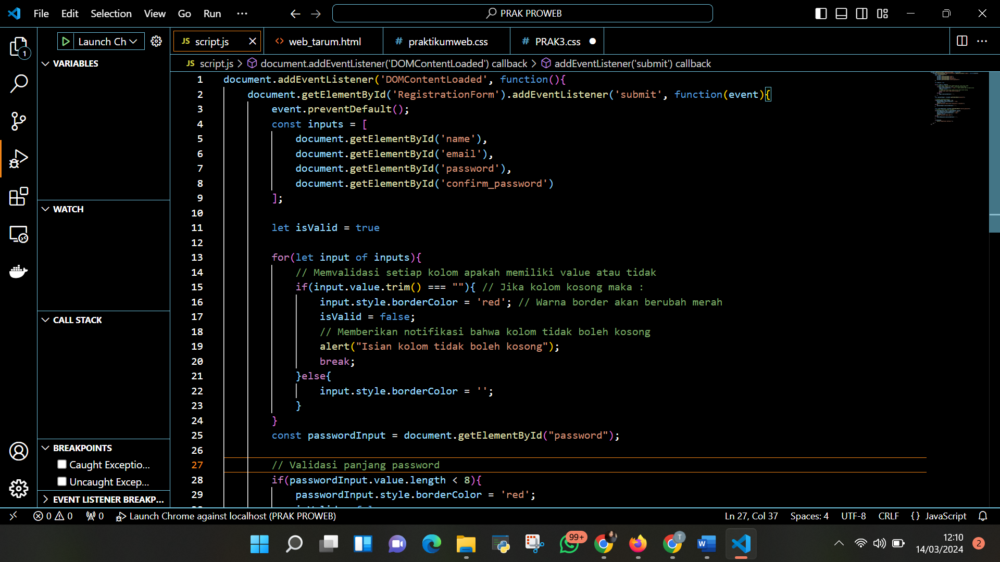 File Edit Selection View Go Run ...
PRAK PROWEB
Launch Ch
JS script.js
<> web_tarum.html
# praktikumweb.css
# PRAK3.css
1
VARIABLES
WATCH
CALL STACK
BREAKPOINTS
Caught Exceptio...
Uncaught Excep...
EVENT LISTENER BREAKP...
JS script.js > document.addEventListener('DOMContentLoaded') callback > addEventListener('submit') callback
1 document.addEventListener('DOMContentLoaded', function(){
2 document.getElementById('RegistrationForm').addEventListener('submit', function(event){
3 event.preventDefault();
4 const inputs = [
5 document.getElementById('name'),
6 document.getElementById('email'),
7 document.getElementById('password'),
8 document.getElementById('confirm_password')
9 ];
10
11 let isValid = true
12
13 for(let input of inputs){
14 // Memvalidasi setiap kolom apakah memiliki value atau tidak
15 if(input.value.trim() === ""){ // Jika kolom kosong maka :
16 input.style.borderColor = 'red'; // Warna border akan berubah merah
17 isValid = false;
18 // Memberikan notifikasi bahwa kolom tidak boleh kosong
19 alert("Isian kolom tidak boleh kosong");
20 break;
21 }else{
22 input.style.borderColor = '';
23 }
24 }
25 const passwordInput = document.getElementById("password");
26
27 // Validasi panjang password
28 if(passwordInput.value.length < 8){
29 passwordInput.style.borderColor = 'red';
0 0 0 Launch Chrome against localhost (PRAK PROWEB)
Ln 27, Col 37 Spaces: 4 UTF-8 CRLF {} JavaScript
99+
T
W
12:10
14/03/2024
2